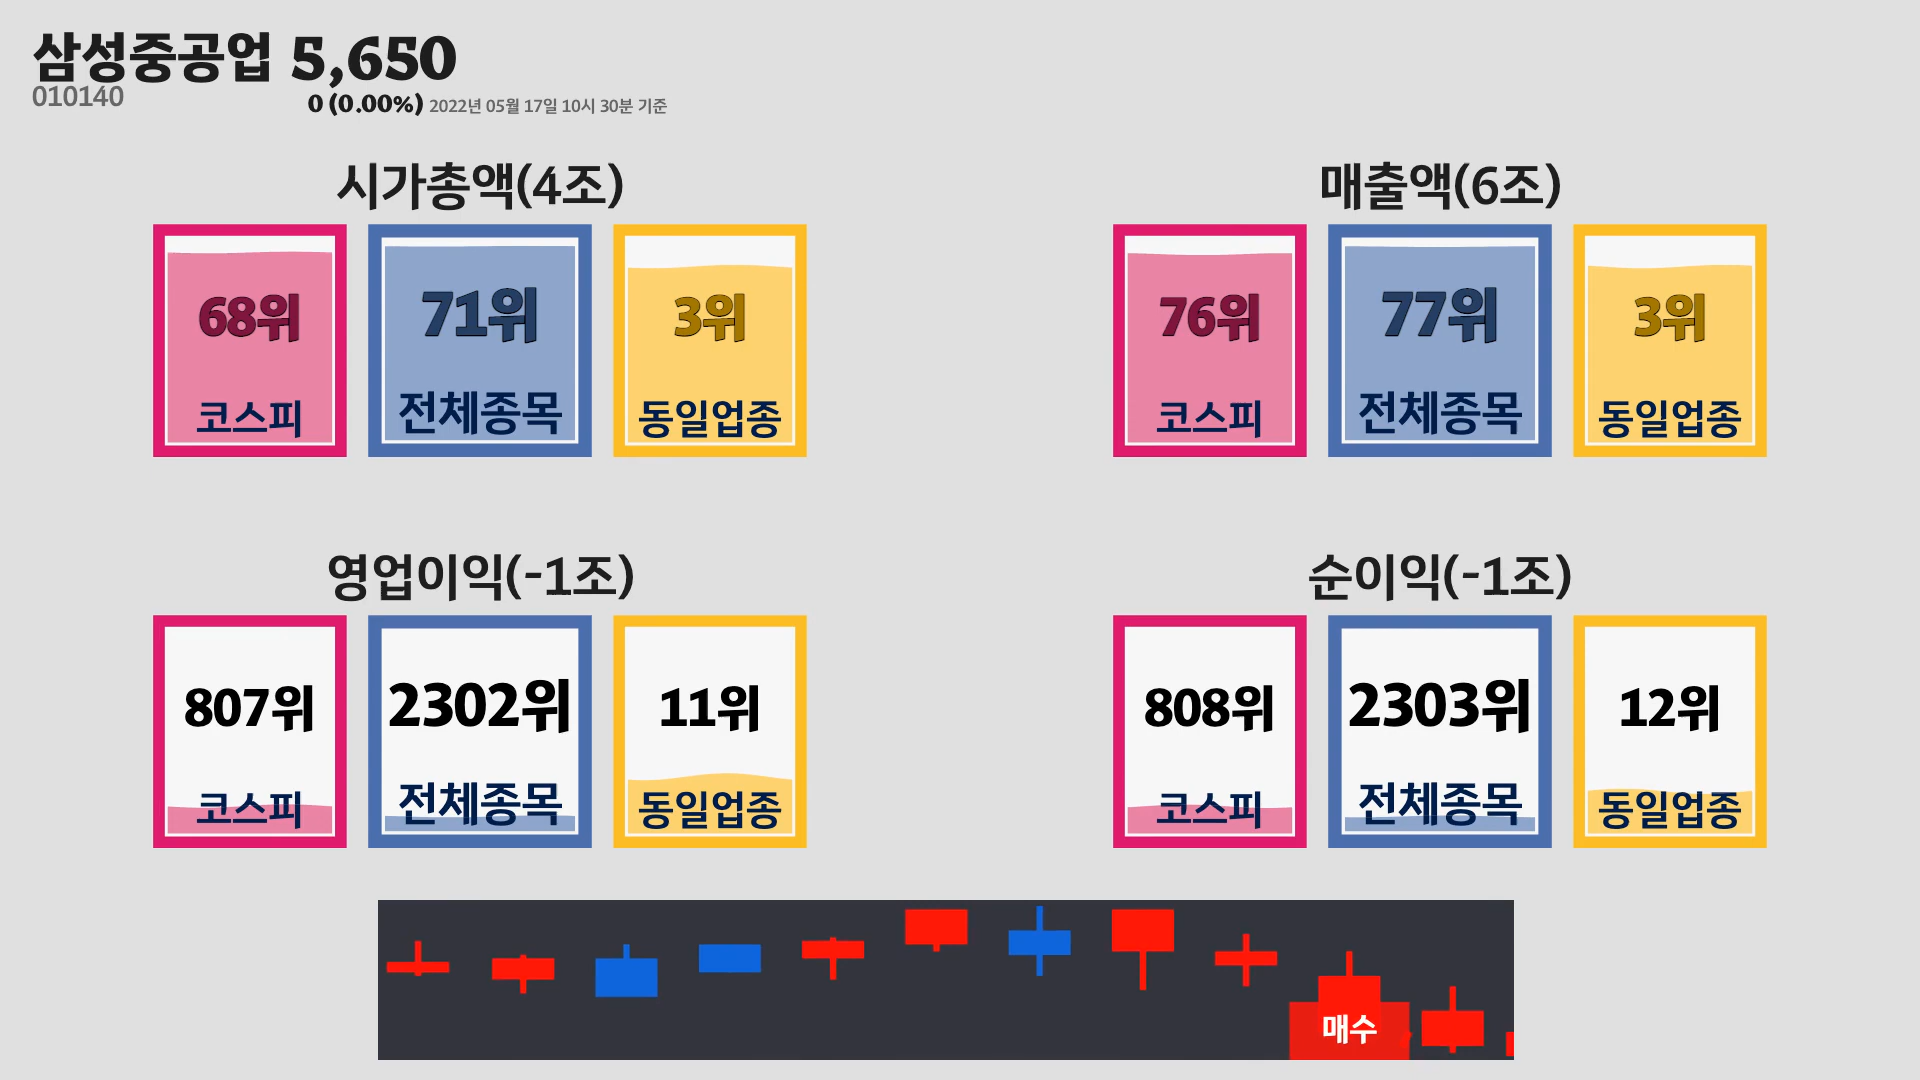 삼성중공업 5,650
010140
0 (0.00%) 2022년 05월 17일 10시 30분 기준
시가총액(4조)
68위
코스피
71위
전체종목
3위
동일업종
매출액(6조)
76위
코스피
77위
전체종목
3위
동일업종
영업이익(-1조)
807위
코스피
2302위
전체종목
11위
동일업종
순이익(-1조)
808위
코스피
2303위
전체종목
12위
동일업종
매수